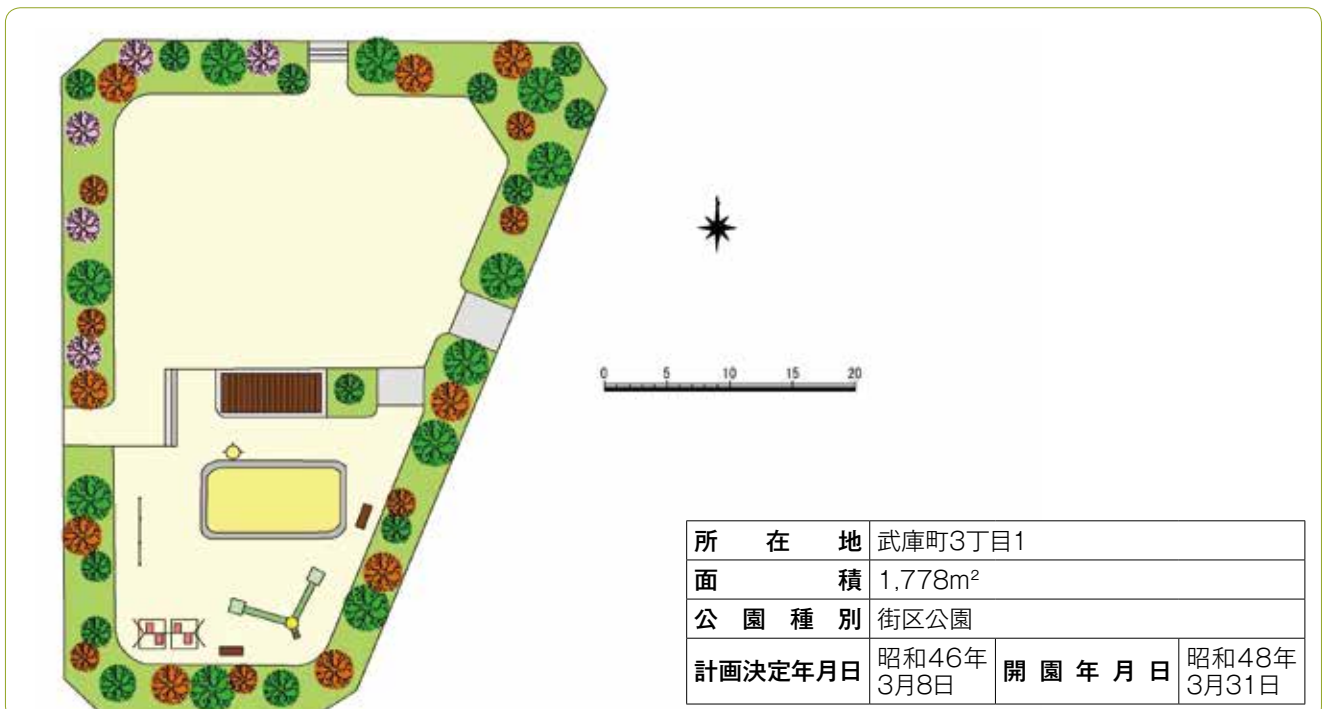 0 5 10 15 20
所在地 武庫町3丁目1
面積 1,778m²
公園種別 街区公園
計画決定年月日 昭和46年3月8日 開園年月日 昭和48年3月31日